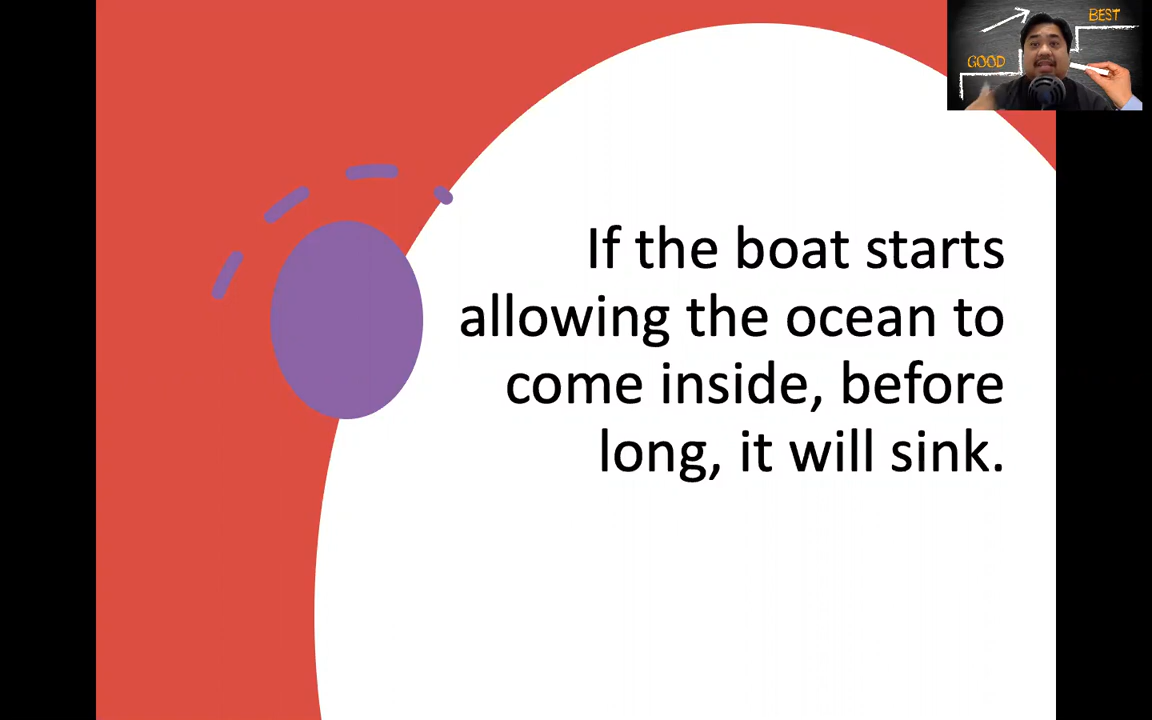 BEST
GOOD
If the boat starts
allowing the ocean to
come inside, before
long, it will sink.